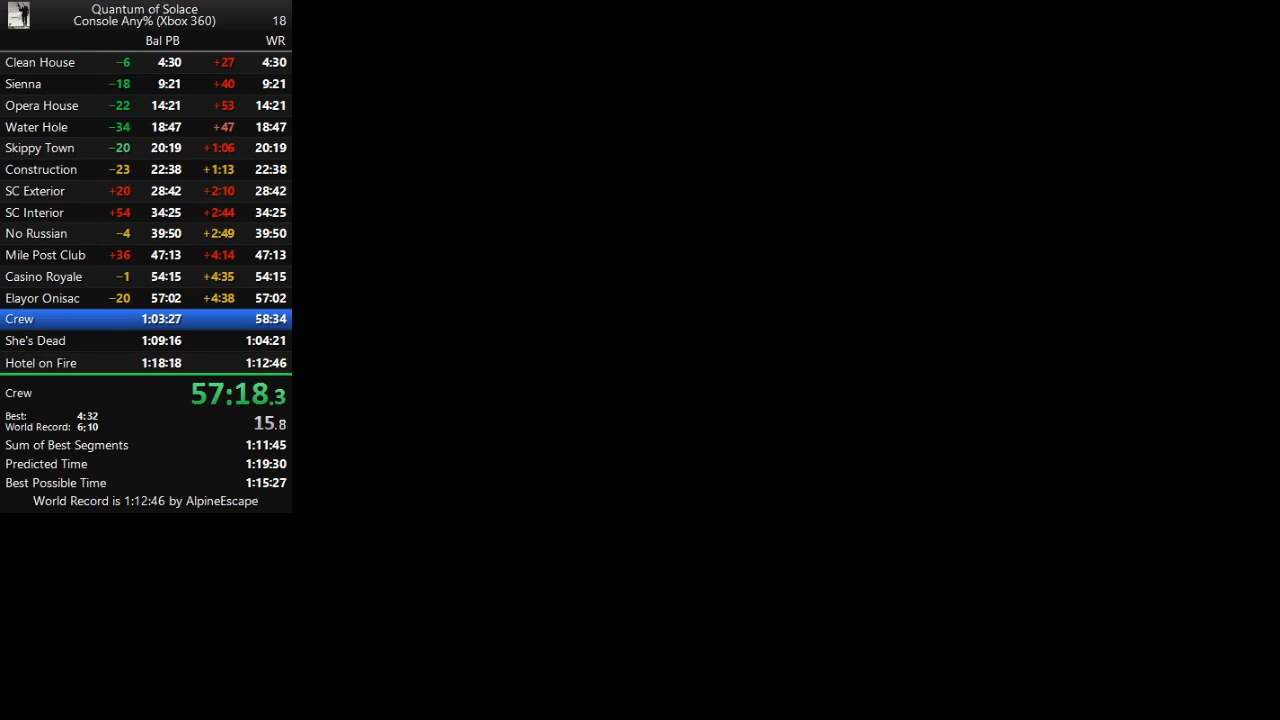 Quantum of Solace
Console Any% (Xbox 360) 18
Bal PB WR
Clean House −6 4:30 +27 4:30
Sienna −18 9:21 +40 9:21
Opera House −22 14:21 +53 14:21
Water Hole −34 18:47 +47 18:47
Skippy Town −20 20:19 +1:06 20:19
Construction −23 22:38 +1:13 22:38
SC Exterior +20 28:42 +2:10 28:42
SC Interior +54 34:25 +2:44 34:25
No Russian −4 39:50 +2:49 39:50
Mile Post Club +36 47:13 +4:14 47:13
Casino Royale −1 54:15 +4:35 54:15
Elayor Onisac −20 57:02 +4:38 57:02
Crew 1:03:27 58:34
She's Dead 1:09:16 1:04:21
Hotel on Fire 1:18:18 1:12:46
Crew 57:18.3
Best: 4:32
World Record: 6:10 15.8
Sum of Best Segments 1:11:45
Predicted Time 1:19:30
Best Possible Time 1:15:27
World Record is 1:12:46 by AlpineEscape